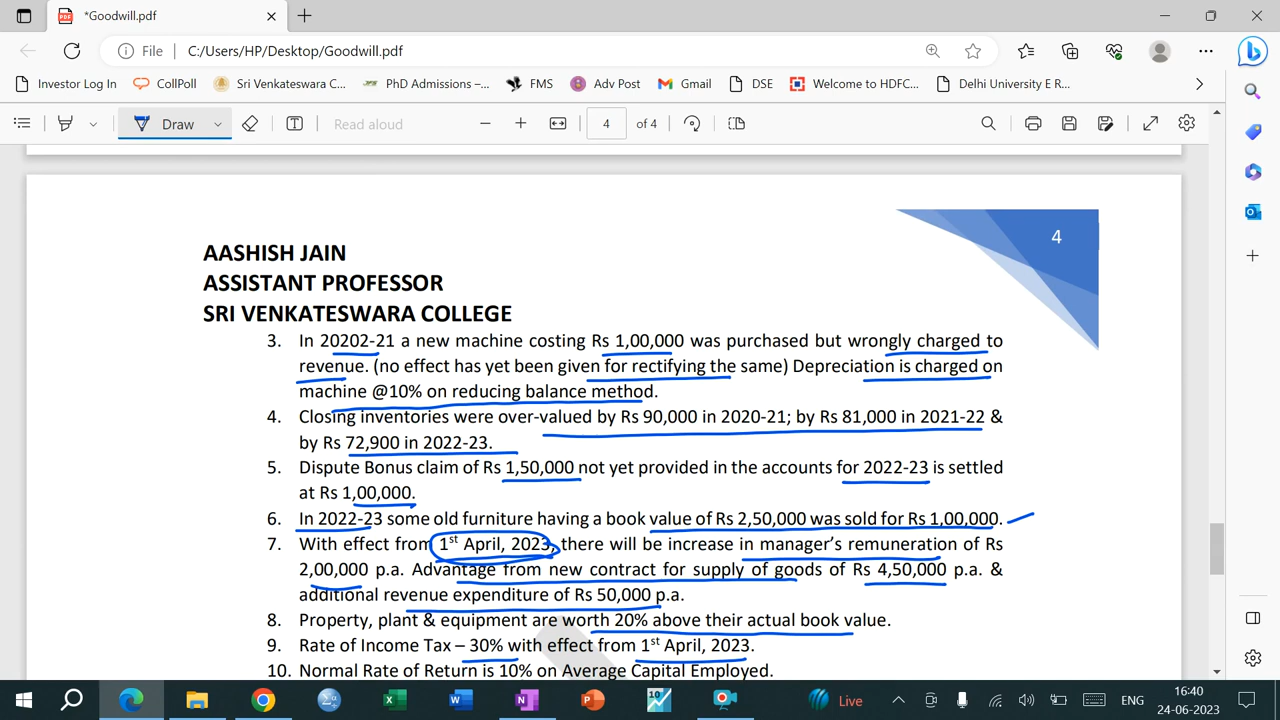 *Goodwill.pdf
File C:/Users/HP/Desktop/Goodwill.pdf
Investor Log In CollPoll Sri Venkateswara C... PhD Admissions –... FMS Adv Post Gmail DSE Welcome to HDFC... Delhi University E R...
Draw Read aloud 4 of 4
4
AASHISH JAIN
ASSISTANT PROFESSOR
SRI VENKATESWARA COLLEGE
3. In 20202-21 a new machine costing Rs 1,00,000 was purchased but wrongly charged to
revenue. (no effect has yet been given for rectifying the same) Depreciation is charged on
machine @10% on reducing balance method.
4. Closing inventories were over-valued by Rs 90,000 in 2020-21; by Rs 81,000 in 2021-22 &
by Rs 72,900 in 2022-23.
5. Dispute Bonus claim of Rs 1,50,000 not yet provided in the accounts for 2022-23 is settled
at Rs 1,00,000.
6. In 2022-23 some old furniture having a book value of Rs 2,50,000 was sold for Rs 1,00,000.
7. With effect from 1st April, 2023, there will be increase in manager's remuneration of Rs
2,00,000 p.a. Advantage from new contract for supply of goods of Rs 4,50,000 p.a. &
additional revenue expenditure of Rs 50,000 p.a.
8. Property, plant & equipment are worth 20% above their actual book value.
9. Rate of Income Tax – 30% with effect from 1st April, 2023.
10. Normal Rate of Return is 10% on Average Capital Employed.
Live ENG 16:40
24-06-2023